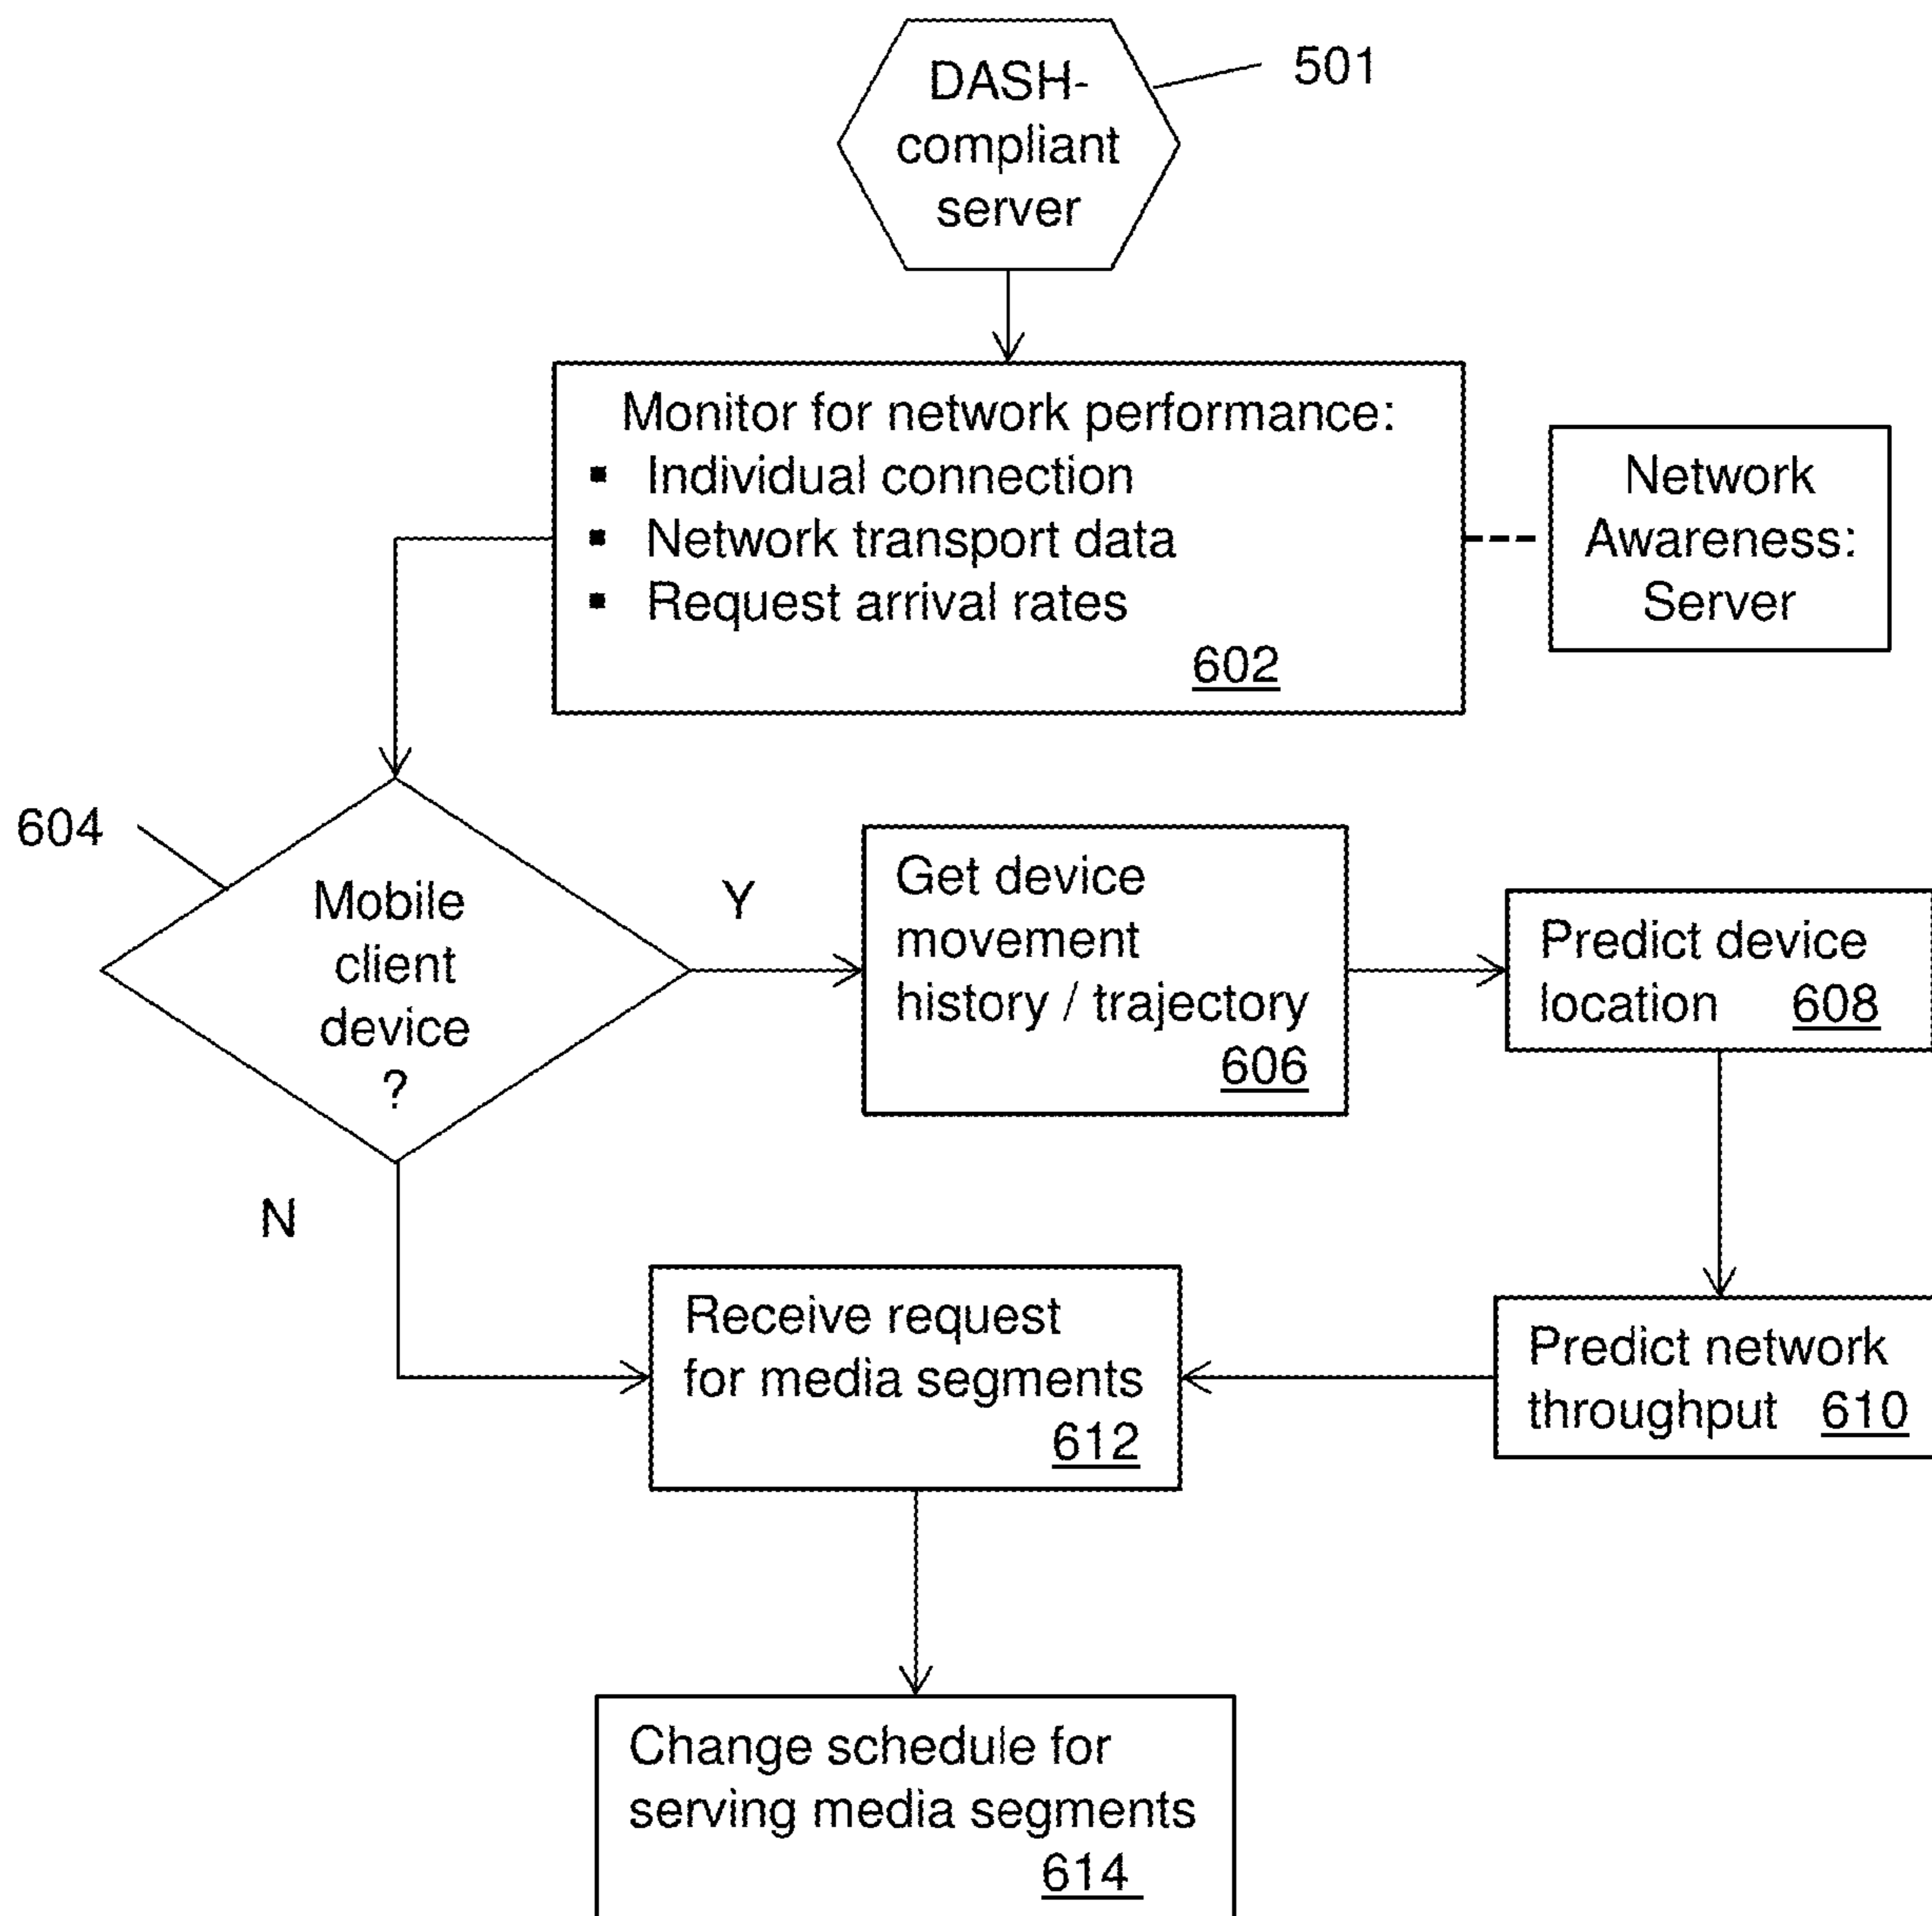 DASH-
compliant
server
501
Monitor for network performance:
▪ Individual connection
▪ Network transport data
▪ Request arrival rates
602
Network
Awareness:
Server
604
Mobile
client
device
?
Y
N
Get device
movement
history / trajectory
606
Predict device
location 608
Predict network
throughput 610
Receive request
for media segments
612
Change schedule for
serving media segments
614